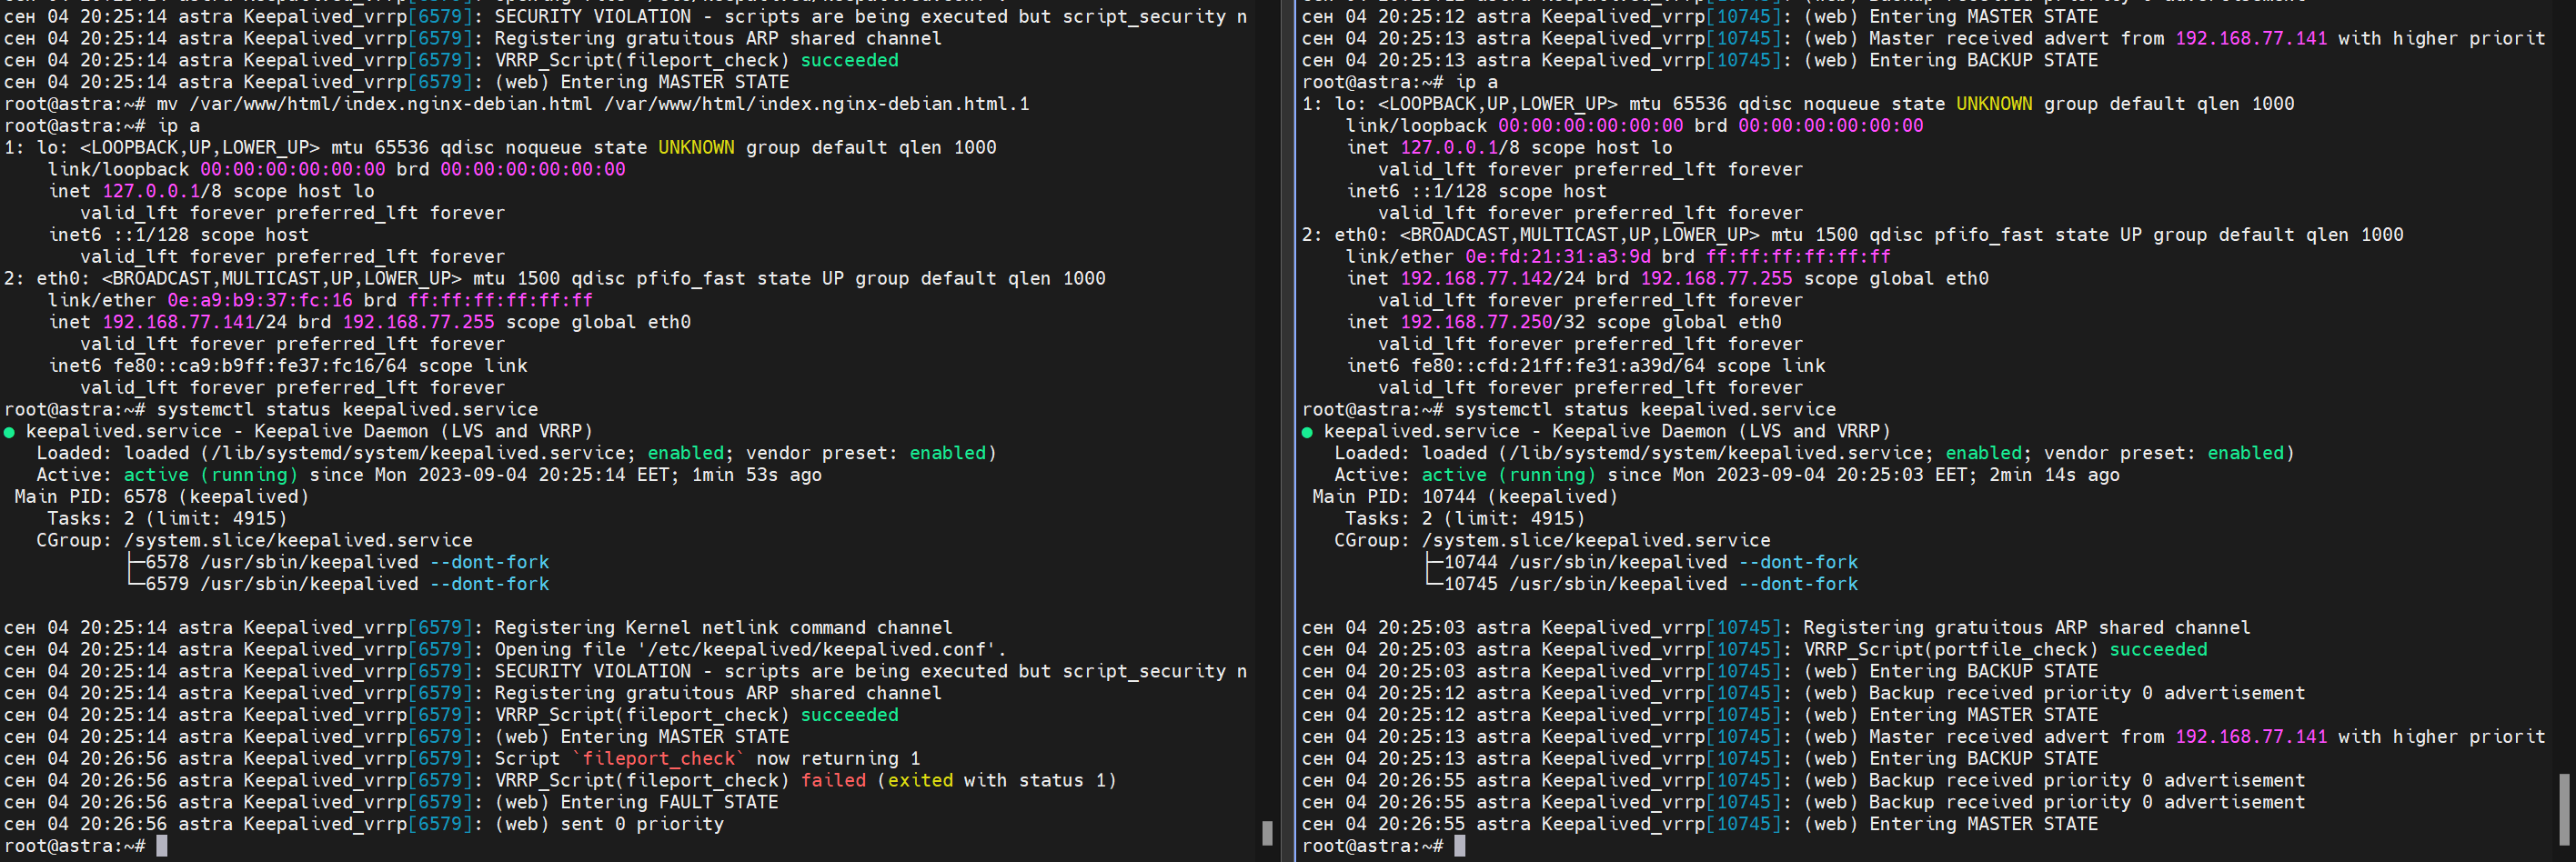 сен 04 20:25:14 astra Keepalived_vrrp[6579]: SECURITY VIOLATION - scripts are being executed but script_security n
сен 04 20:25:14 astra Keepalived_vrrp[6579]: Registering gratuitous ARP shared channel
сен 04 20:25:14 astra Keepalived_vrrp[6579]: VRRP_Script(fileport_check) succeeded
сен 04 20:25:14 astra Keepalived_vrrp[6579]: (web) Entering MASTER STATE
root@astra:~# mv /var/www/html/index.nginx-debian.html /var/www/html/index.nginx-debian.html.1
root@astra:~# ip a
1: lo: <LOOPBACK,UP,LOWER_UP> mtu 65536 qdisc noqueue state UNKNOWN group default qlen 1000
    link/loopback 00:00:00:00:00:00 brd 00:00:00:00:00:00
    inet 127.0.0.1/8 scope host lo
       valid_lft forever preferred_lft forever
    inet6 ::1/128 scope host
       valid_lft forever preferred_lft forever
2: eth0: <BROADCAST,MULTICAST,UP,LOWER_UP> mtu 1500 qdisc pfifo_fast state UP group default qlen 1000
    link/ether 0e:a9:b9:37:fc:16 brd ff:ff:ff:ff:ff:ff
    inet 192.168.77.141/24 brd 192.168.77.255 scope global eth0
       valid_lft forever preferred_lft forever
    inet6 fe80::ca9:b9ff:fe37:fc16/64 scope link
       valid_lft forever preferred_lft forever
root@astra:~# systemctl status keepalived.service
● keepalived.service - Keepalive Daemon (LVS and VRRP)
   Loaded: loaded (/lib/systemd/system/keepalived.service; enabled; vendor preset: enabled)
   Active: active (running) since Mon 2023-09-04 20:25:14 EET; 1min 53s ago
 Main PID: 6578 (keepalived)
    Tasks: 2 (limit: 4915)
   CGroup: /system.slice/keepalived.service
           ├─6578 /usr/sbin/keepalived --dont-fork
           └─6579 /usr/sbin/keepalived --dont-fork
сен 04 20:25:14 astra Keepalived_vrrp[6579]: Registering Kernel netlink command channel
сен 04 20:25:14 astra Keepalived_vrrp[6579]: Opening file '/etc/keepalived/keepalived.conf'.
сен 04 20:25:14 astra Keepalived_vrrp[6579]: SECURITY VIOLATION - scripts are being executed but script_security n
сен 04 20:25:14 astra Keepalived_vrrp[6579]: Registering gratuitous ARP shared channel
сен 04 20:25:14 astra Keepalived_vrrp[6579]: VRRP_Script(fileport_check) succeeded
сен 04 20:25:14 astra Keepalived_vrrp[6579]: (web) Entering MASTER STATE
сен 04 20:26:56 astra Keepalived_vrrp[6579]: Script `fileport_check` now returning 1
сен 04 20:26:56 astra Keepalived_vrrp[6579]: VRRP_Script(fileport_check) failed (exited with status 1)
сен 04 20:26:56 astra Keepalived_vrrp[6579]: (web) Entering FAULT STATE
сен 04 20:26:56 astra Keepalived_vrrp[6579]: (web) sent 0 priority
root@astra:~#
сен 04 20:25:12 astra Keepalived_vrrp[10745]: (web) Entering MASTER STATE
сен 04 20:25:13 astra Keepalived_vrrp[10745]: (web) Master received advert from 192.168.77.141 with higher priorit
сен 04 20:25:13 astra Keepalived_vrrp[10745]: (web) Entering BACKUP STATE
root@astra:~# ip a
1: lo: <LOOPBACK,UP,LOWER_UP> mtu 65536 qdisc noqueue state UNKNOWN group default qlen 1000
    link/loopback 00:00:00:00:00:00 brd 00:00:00:00:00:00
    inet 127.0.0.1/8 scope host lo
       valid_lft forever preferred_lft forever
    inet6 ::1/128 scope host
       valid_lft forever preferred_lft forever
2: eth0: <BROADCAST,MULTICAST,UP,LOWER_UP> mtu 1500 qdisc pfifo_fast state UP group default qlen 1000
    link/ether 0e:fd:21:31:a3:9d brd ff:ff:ff:ff:ff:ff
    inet 192.168.77.142/24 brd 192.168.77.255 scope global eth0
       valid_lft forever preferred_lft forever
    inet 192.168.77.250/32 scope global eth0
       valid_lft forever preferred_lft forever
    inet6 fe80::cfd:21ff:fe31:a39d/64 scope link
       valid_lft forever preferred_lft forever
root@astra:~# systemctl status keepalived.service
● keepalived.service - Keepalive Daemon (LVS and VRRP)
   Loaded: loaded (/lib/systemd/system/keepalived.service; enabled; vendor preset: enabled)
   Active: active (running) since Mon 2023-09-04 20:25:03 EET; 2min 14s ago
 Main PID: 10744 (keepalived)
    Tasks: 2 (limit: 4915)
   CGroup: /system.slice/keepalived.service
           ├─10744 /usr/sbin/keepalived --dont-fork
           └─10745 /usr/sbin/keepalived --dont-fork
сен 04 20:25:03 astra Keepalived_vrrp[10745]: Registering gratuitous ARP shared channel
сен 04 20:25:03 astra Keepalived_vrrp[10745]: VRRP_Script(portfile_check) succeeded
сен 04 20:25:03 astra Keepalived_vrrp[10745]: (web) Entering BACKUP STATE
сен 04 20:25:12 astra Keepalived_vrrp[10745]: (web) Backup received priority 0 advertisement
сен 04 20:25:12 astra Keepalived_vrrp[10745]: (web) Entering MASTER STATE
сен 04 20:25:13 astra Keepalived_vrrp[10745]: (web) Master received advert from 192.168.77.141 with higher priorit
сен 04 20:25:13 astra Keepalived_vrrp[10745]: (web) Entering BACKUP STATE
сен 04 20:26:55 astra Keepalived_vrrp[10745]: (web) Backup received priority 0 advertisement
сен 04 20:26:55 astra Keepalived_vrrp[10745]: (web) Backup received priority 0 advertisement
сен 04 20:26:55 astra Keepalived_vrrp[10745]: (web) Entering MASTER STATE
root@astra:~#